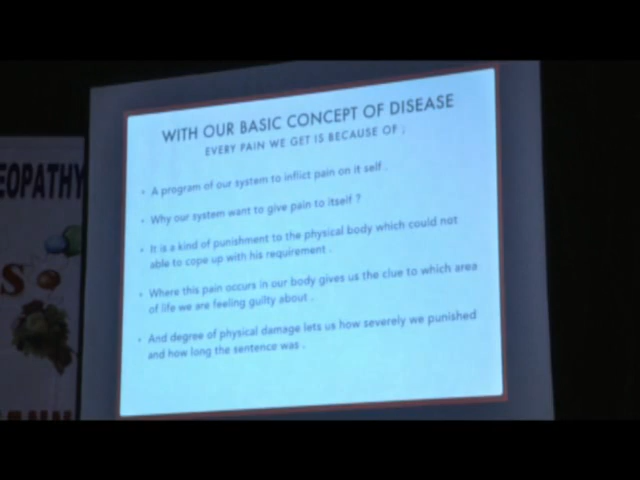 EOPATHY
S
WITH OUR BASIC CONCEPT OF DISEASE
EVERY PAIN WE GET IS BECAUSE OF ;
• A program of our system to inflict pain on it self .
• Why our system want to give pain to itself ?
• It is a kind of punishment to the physical body which could not
able to cope up with his requirement .
• Where this pain occurs in our body gives us the clue to which area
of life we are feeling guilty about .
• And degree of physical damage lets us how severely we punished
and how long the sentence was .